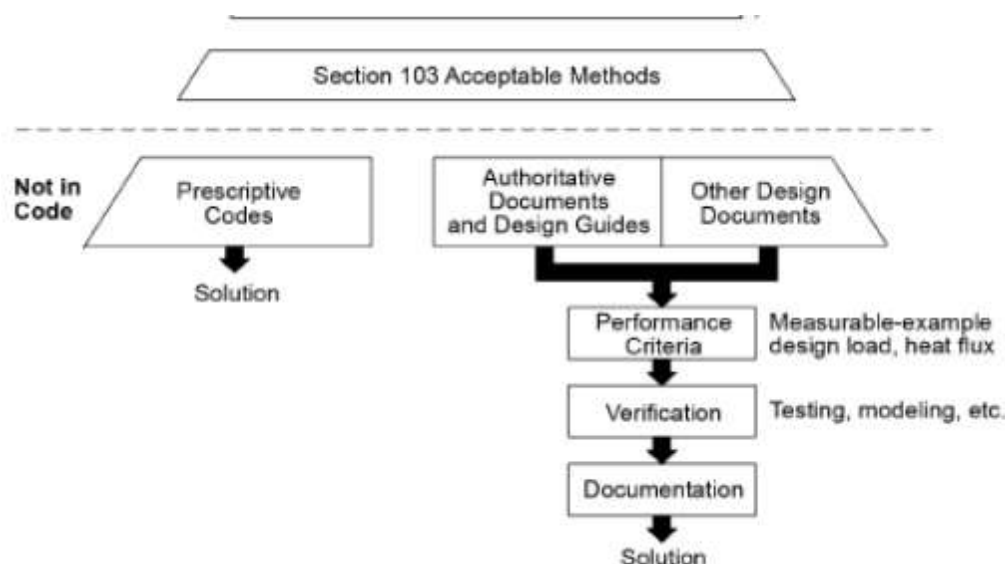 Section 103 Acceptable Methods
Not in
Code
Prescriptive
Codes
Authoritative
Documents
and Design Guides
Other Design
Documents
Solution
Performance
Criteria
Measurable-example
design load, heat flux
Verification
Testing, modeling, etc.
Documentation
Solution